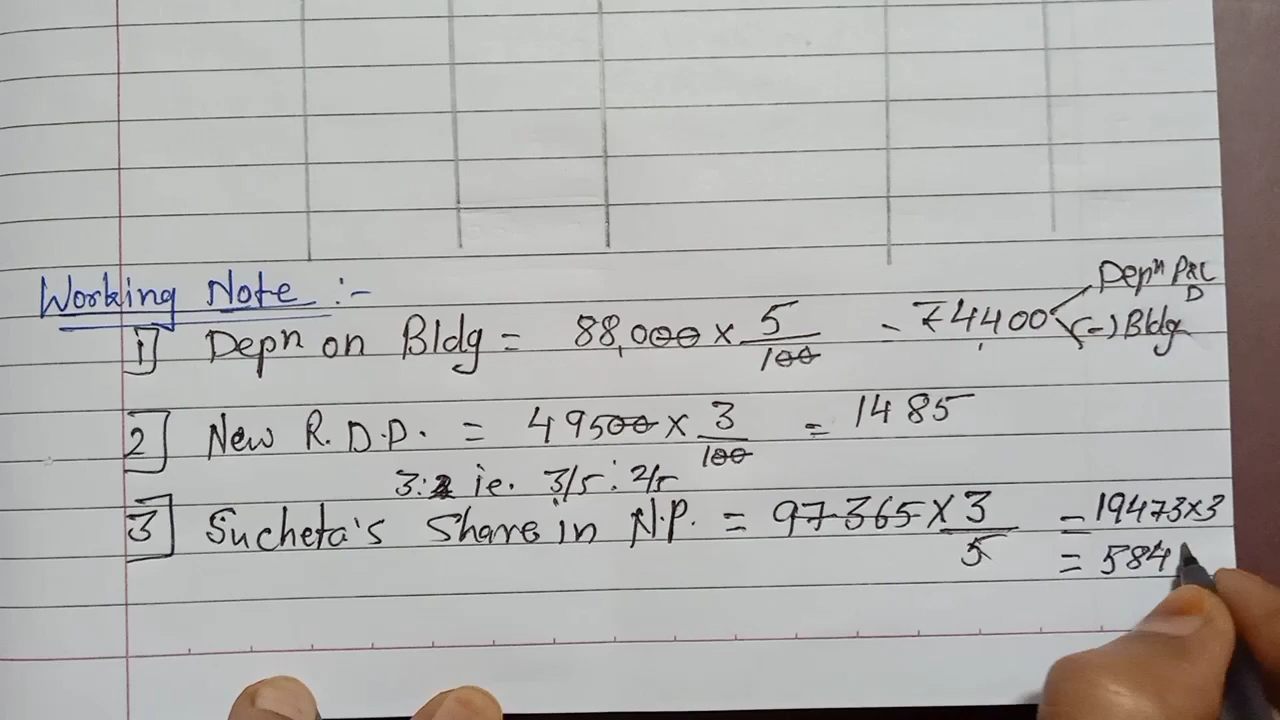 Working Note :-
Depⁿ P&L
D
1] Depⁿ on Bldg = 88,000 x 5/100 = ₹4400 (-) Bldg
2] New R.D.D. = 49500 x 3/100 = 1485
3:2 ie. 3/5 : 2/5
3] Sucheta's Share in N.P. = 97365 x 3/5 = 19473x3
= 584